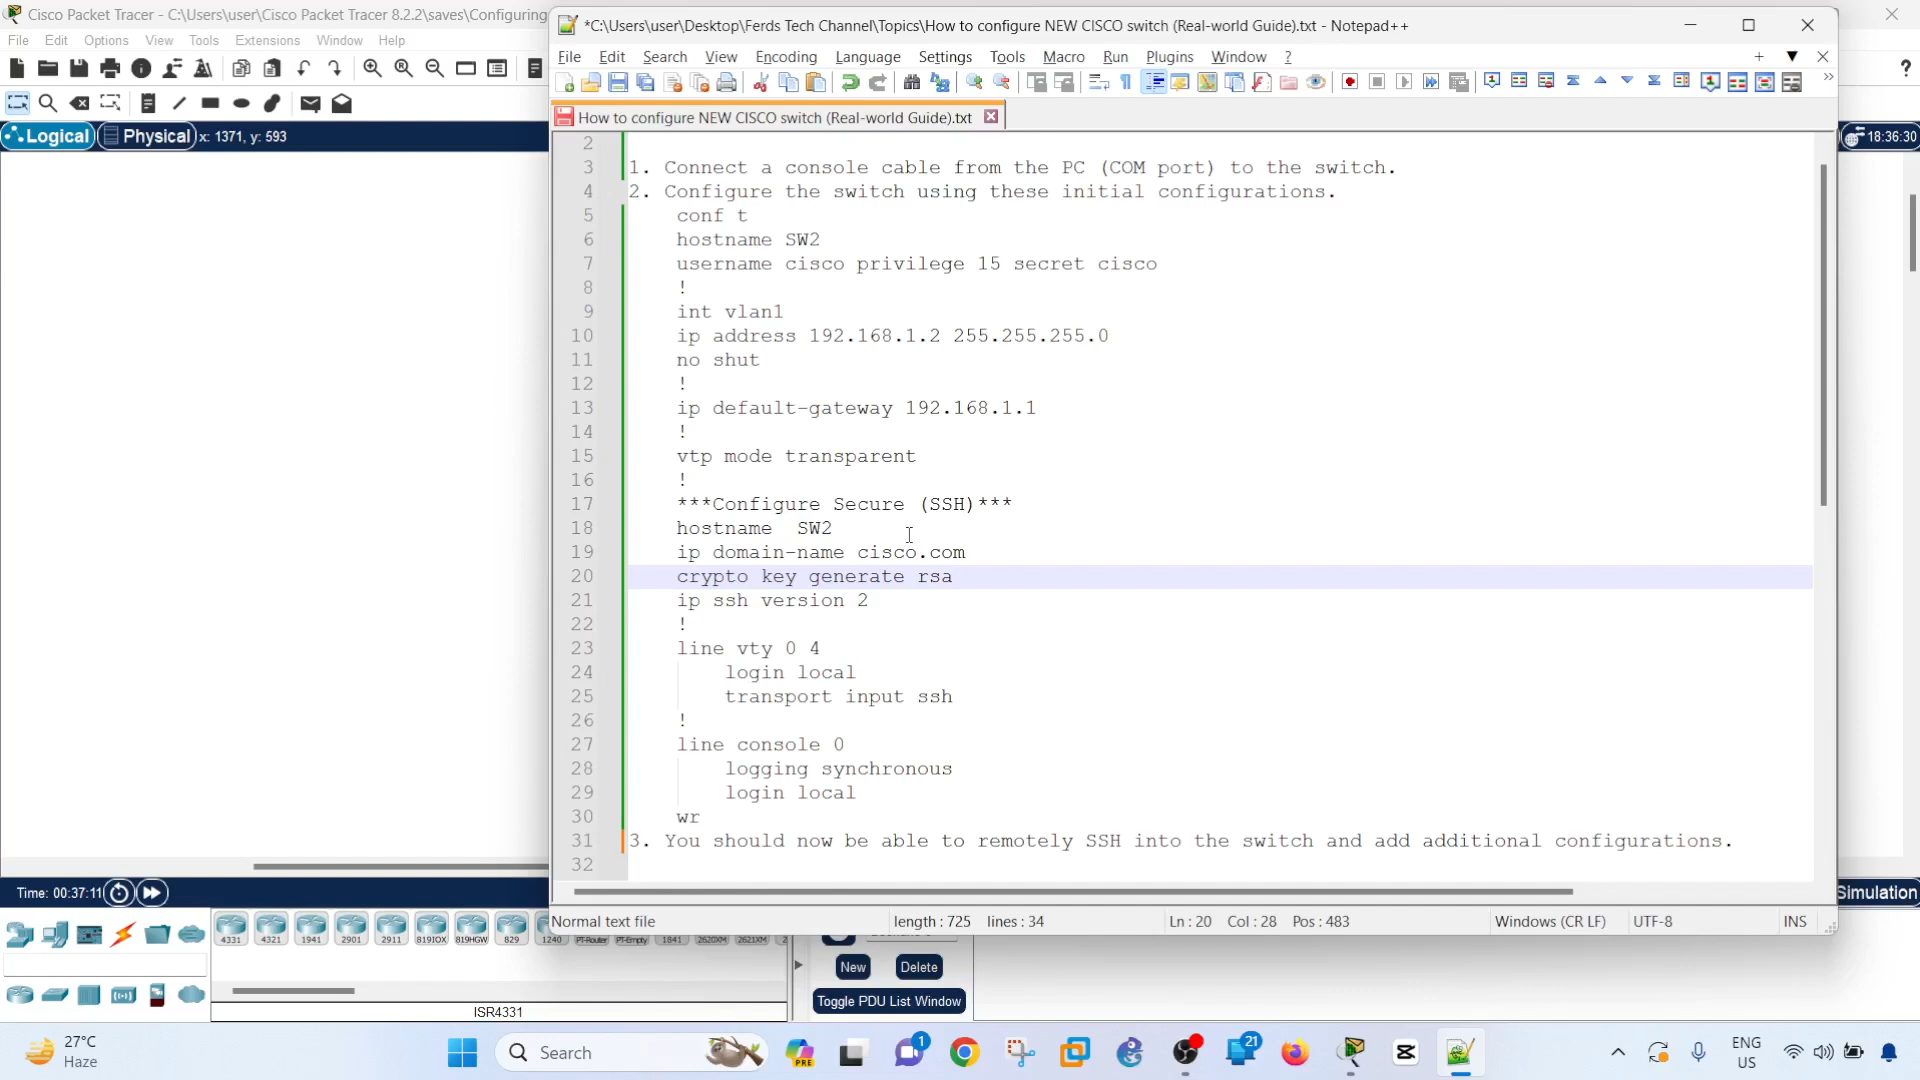 Cisco Packet Tracer - C:\Users\user\Cisco Packet Tracer 8.2.2\saves\Configuring
File Edit Options View Tools Extensions Window Help
Logical Physical x: 1371, y: 593
*C:\Users\user\Desktop\Ferds Tech Channel\Topics\How to configure NEW CISCO switch (Real-world Guide).txt - Notepad++
File Edit Search View Encoding Language Settings Tools Macro Run Plugins Window ?
How to configure NEW CISCO switch (Real-world Guide).txt
18:36:30
2
3 1. Connect a console cable from the PC (COM port) to the switch.
4 2. Configure the switch using these initial configurations.
5 conf t
6 hostname SW2
7 username cisco privilege 15 secret cisco
8 !
9 int vlan1
10 ip address 192.168.1.2 255.255.255.0
11 no shut
12 !
13 ip default-gateway 192.168.1.1
14 !
15 vtp mode transparent
16 !
17 ***Configure Secure (SSH)***
18 hostname  SW2
19 ip domain-name cisco.com
20 crypto key generate rsa
21 ip ssh version 2
22 !
23 line vty 0 4
24 login local
25 transport input ssh
26 !
27 line console 0
28 logging synchronous
29 login local
30 wr
31 3. You should now be able to remotely SSH into the switch and add additional configurations.
32
Normal text file length : 725 lines : 34 Ln : 20 Col : 28 Pos : 483 Windows (CR LF) UTF-8 INS
Time: 00:37:11
Simulation
4331 4321 1941 2901 2911 819IOX 819HGW 829 1240 PT-Router PT-Empty 1841 2620XM 2621XM
New Delete
Toggle PDU List Window
ISR4331
27°C
Haze
Search
PRE
1
21
ENG
US